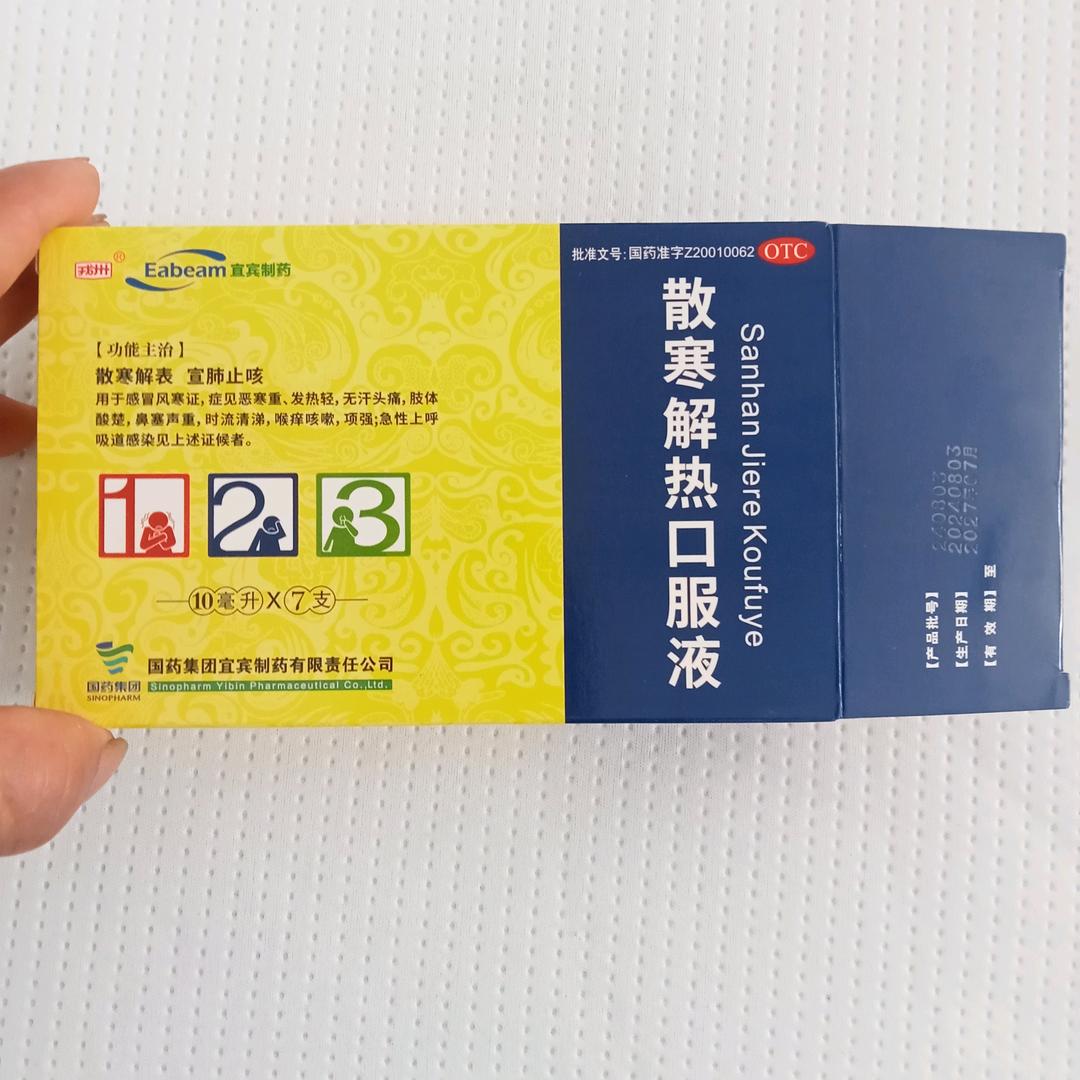 戎州®
Eabeam 宜宾制药
【功能主治】
散寒解表 宣肺止咳
用于感冒风寒证,症见恶寒重、发热轻,无汗头痛,肢体
酸楚,鼻塞声重,时流清涕,喉痒咳嗽,项强;急性上呼
吸道感染见上述证候者。
1 2 3
10毫升X7支
国药集团
SINOPHARM
国药集团宜宾制药有限责任公司
Sinopharm Yibin Pharmaceutical Co.,Ltd.
批准文号:国药准字Z20010062 OTC
散寒解热口服液
Sanhan Jiere Koufuye
【产品批号】 240803
【生产日期】 20240803
【有效期】至 2027年07月